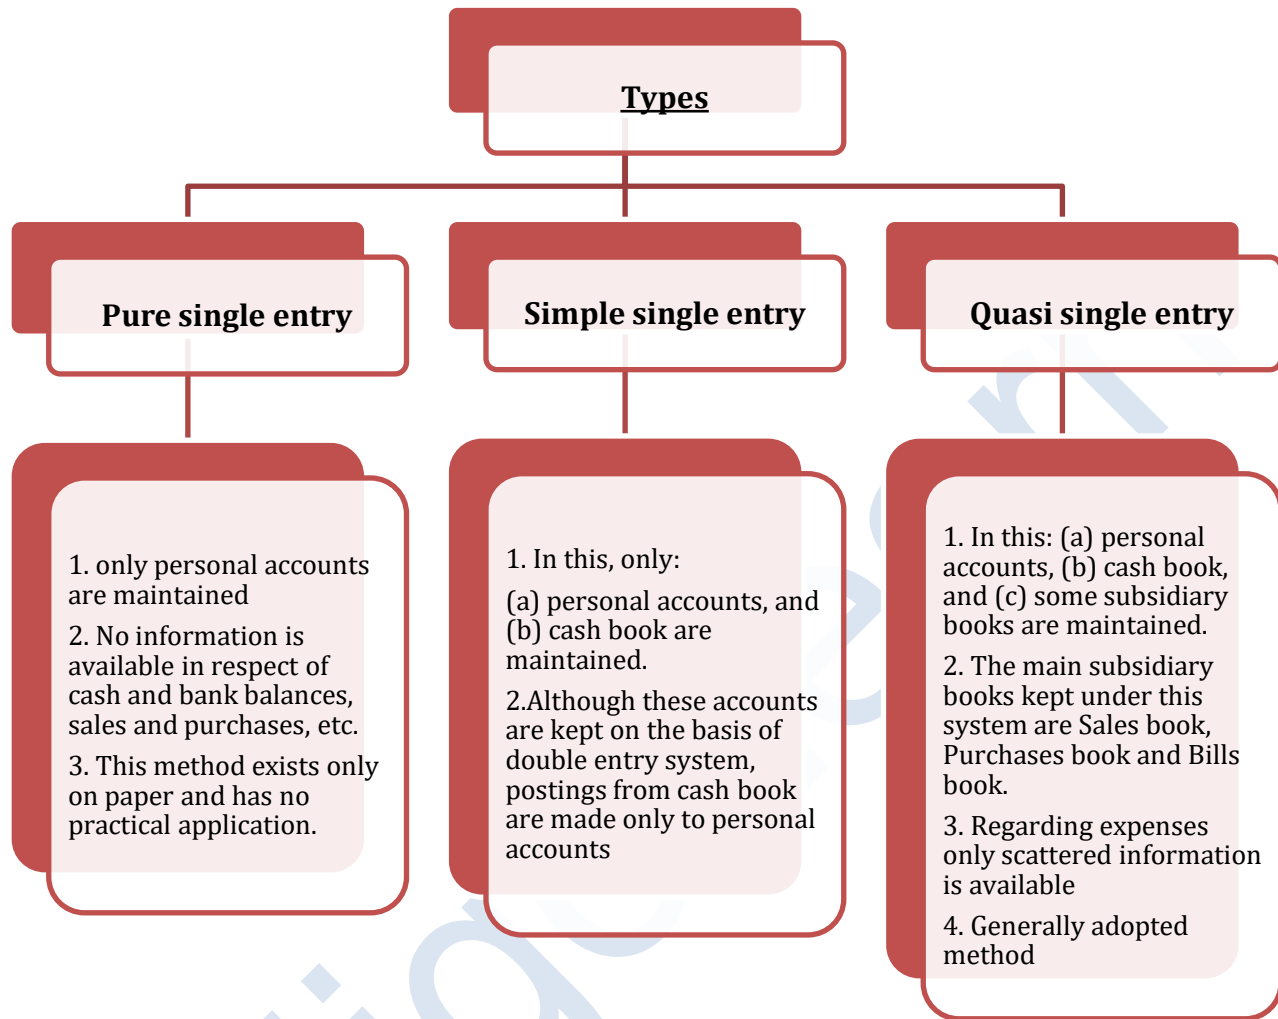 Types
Pure single entry
Simple single entry
Quasi single entry
1. only personal accounts
are maintained
2. No information is
available in respect of
cash and bank balances,
sales and purchases, etc.
3. This method exists only
on paper and has no
practical application.
1. In this, only:
(a) personal accounts, and
(b) cash book are
maintained.
2.Although these accounts
are kept on the basis of
double entry system,
postings from cash book
are made only to personal
accounts
1. In this: (a) personal
accounts, (b) cash book,
and (c) some subsidiary
books are maintained.
2. The main subsidiary
books kept under this
system are Sales book,
Purchases book and Bills
book.
3. Regarding expenses
only scattered information
is available
4. Generally adopted
method